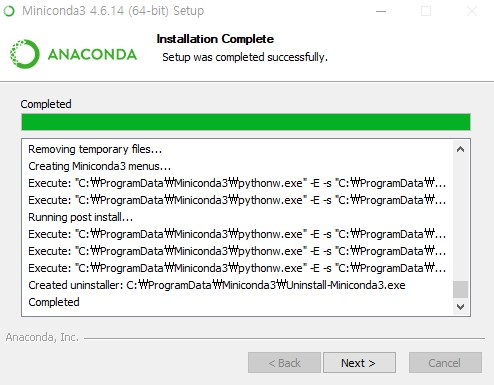 Miniconda3 4.6.14 (64-bit) Setup
Installation Complete
Setup was completed successfully.
ANACONDA
Completed
Removing temporary files...
Creating Miniconda3 menus...
Execute: "C:₩ProgramData₩Miniconda3₩pythonw.exe" -E -s "C:₩ProgramData₩...
Execute: "C:₩ProgramData₩Miniconda3₩pythonw.exe" -E -s "C:₩ProgramData₩...
Running post install...
Execute: "C:₩ProgramData₩Miniconda3₩pythonw.exe" -E -s "C:₩ProgramData₩...
Execute: "C:₩ProgramData₩Miniconda3₩pythonw.exe" -E -s "C:₩ProgramData₩...
Execute: "C:₩ProgramData₩Miniconda3₩pythonw.exe" -E -s "C:₩ProgramData₩...
Created uninstaller: C:₩ProgramData₩Miniconda3₩Uninstall-Miniconda3.exe
Completed
Anaconda, Inc.
< Back Next > Cancel